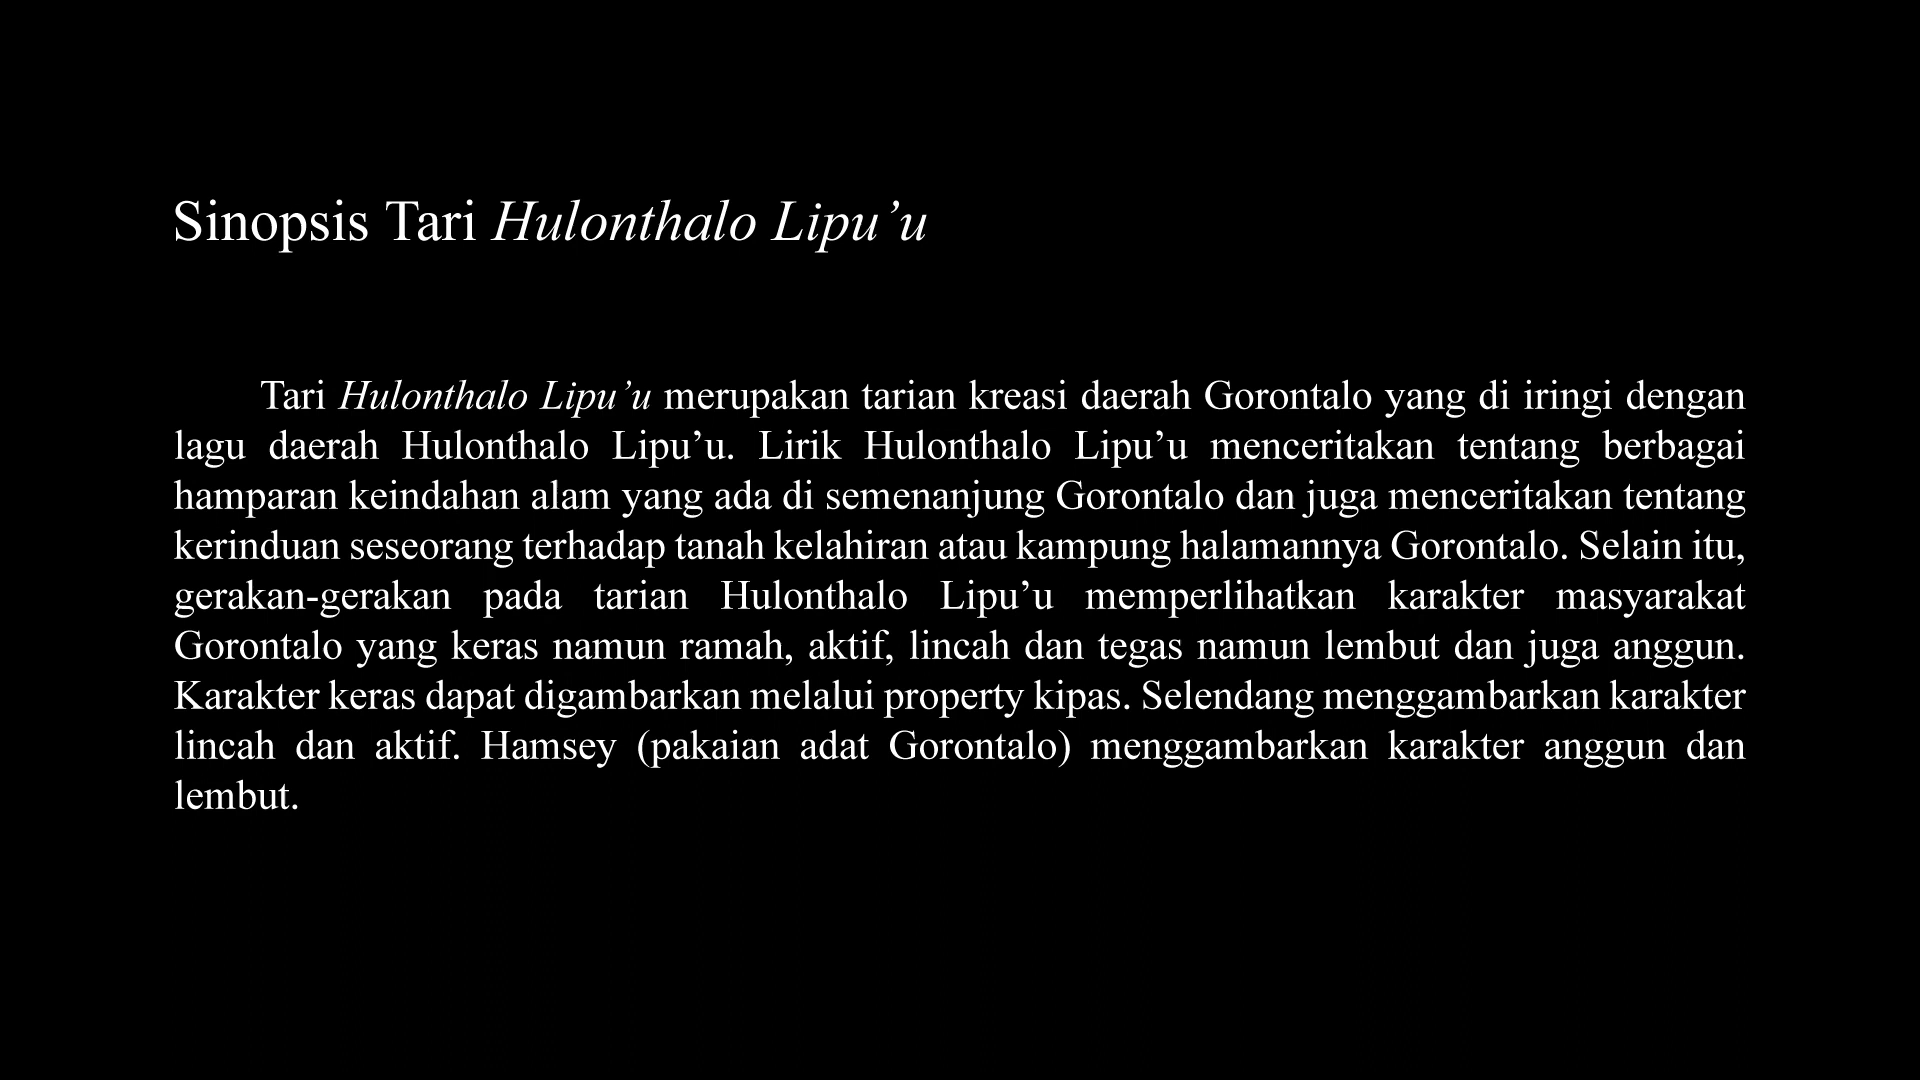 Sinopsis Tari Hulonthalo Lipu’u
Tari Hulonthalo Lipu’u merupakan tarian kreasi daerah Gorontalo yang di iringi dengan
lagu daerah Hulonthalo Lipu’u. Lirik Hulonthalo Lipu’u menceritakan tentang berbagai
hamparan keindahan alam yang ada di semenanjung Gorontalo dan juga menceritakan tentang
kerinduan seseorang terhadap tanah kelahiran atau kampung halamannya Gorontalo. Selain itu,
gerakan-gerakan pada tarian Hulonthalo Lipu’u memperlihatkan karakter masyarakat
Gorontalo yang keras namun ramah, aktif, lincah dan tegas namun lembut dan juga anggun.
Karakter keras dapat digambarkan melalui property kipas. Selendang menggambarkan karakter
lincah dan aktif. Hamsey (pakaian adat Gorontalo) menggambarkan karakter anggun dan
lembut.